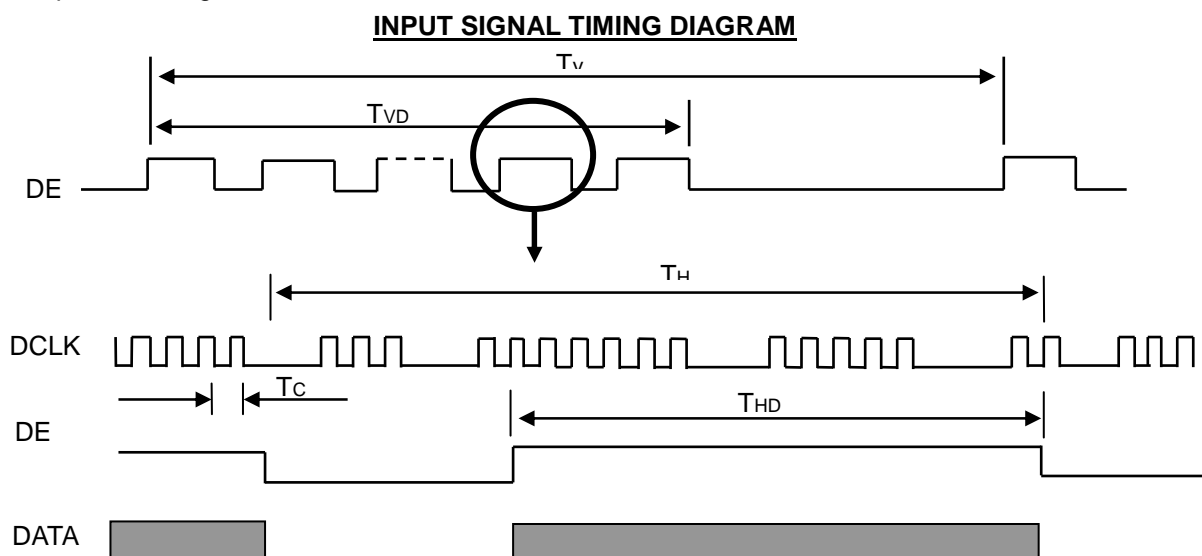 INPUT SIGNAL TIMING DIAGRAM
Tv
TVD
DE
TH
DCLK
TC
THD
DE
DATA